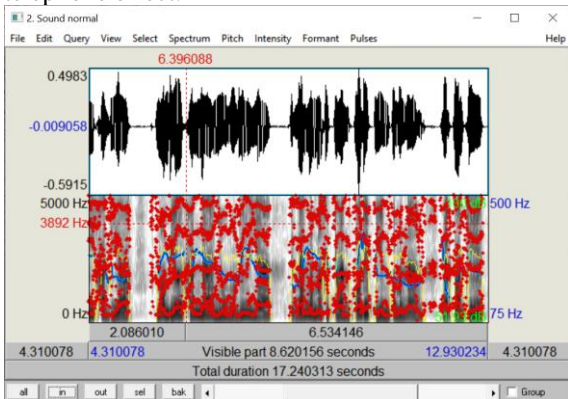 2. Sound normal
File Edit Query View Select Spectrum Pitch Intensity Formant Pulses Help
6.396088
0.4983
-0.009058
-0.5915
5000 Hz 500 Hz
3892 Hz
0 Hz 75 Hz
2.086010 6.534146
4.310078 4.310078 Visible part 8.620156 seconds 12.930234 4.310078
Total duration 17.240313 seconds
all in out sel bak Group